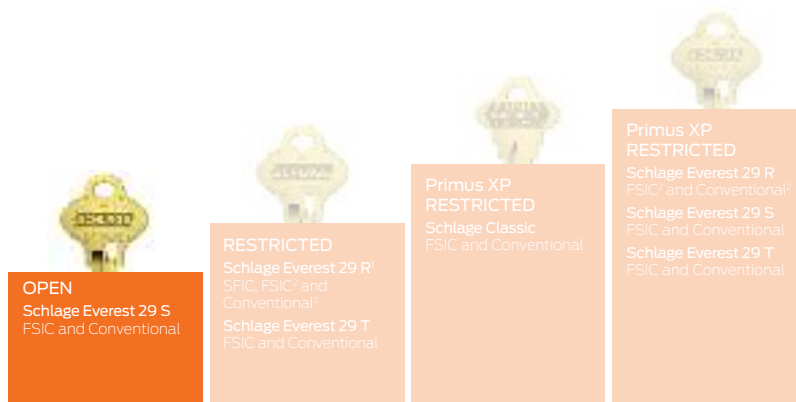 OPEN
Schlage Everest 29 S
FSIC and Conventional
RESTRICTED
Schlage Everest 29 R¹
SFIC, FSIC² and
Conventional²
Schlage Everest 29 T
FSIC and Conventional
Primus XP
RESTRICTED
Schlage Classic
FSIC and Conventional
Primus XP
RESTRICTED
Schlage Everest 29 R
FSIC² and Conventional²
Schlage Everest 29 S
FSIC and Conventional
Schlage Everest 29 T
FSIC and Conventional